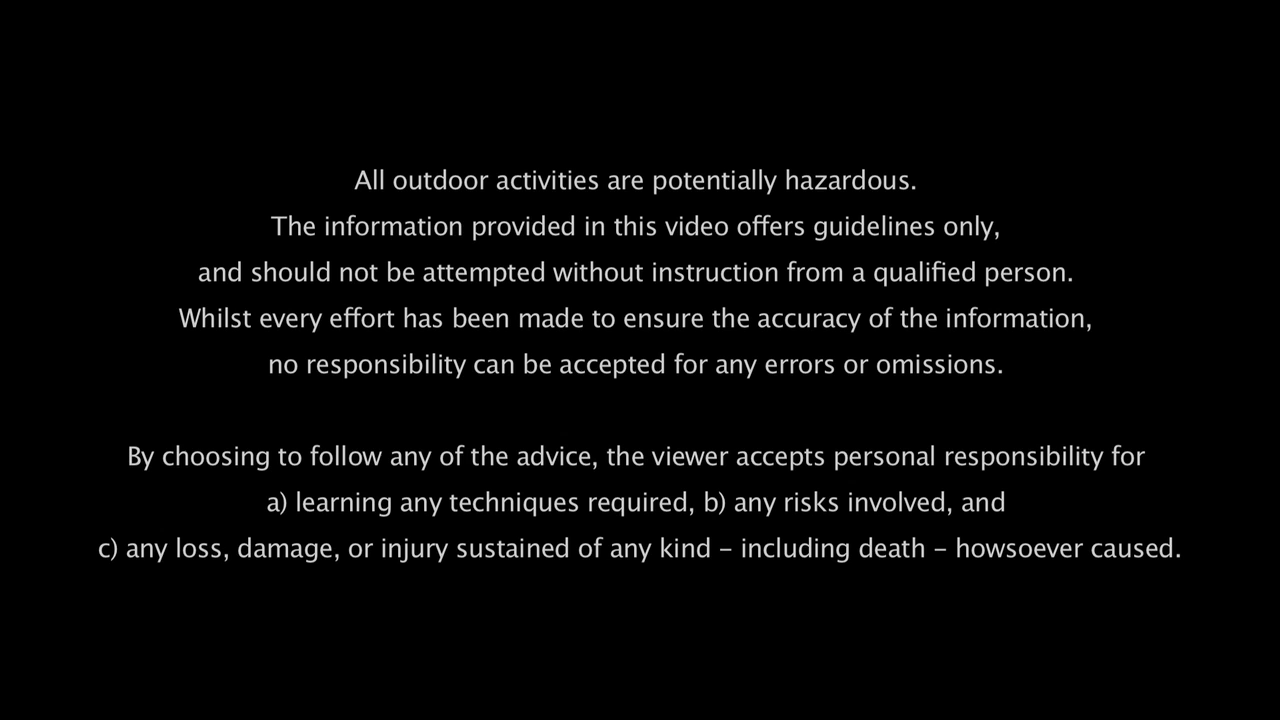 All outdoor activities are potentially hazardous.
The information provided in this video offers guidelines only,
and should not be attempted without instruction from a qualified person.
Whilst every effort has been made to ensure the accuracy of the information,
no responsibility can be accepted for any errors or omissions.
By choosing to follow any of the advice, the viewer accepts personal responsibility for
a) learning any techniques required, b) any risks involved, and
c) any loss, damage, or injury sustained of any kind – including death – howsoever caused.